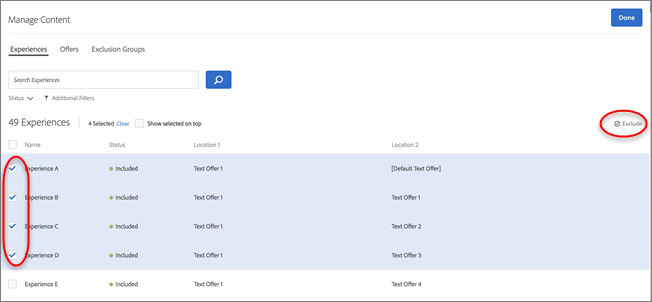 Manage Content
Done
Experiences Offers Exclusion Groups
Search Experiences
Status Additional Filters
49 Experiences 4 Selected Clear Show selected on top Exclude
Name Status Location 1 Location 2
Experience A Included Text Offer 1 [Default Text Offer]
Experience B Included Text Offer 1 Text Offer 1
Experience C Included Text Offer 1 Text Offer 2
Experience D Included Text Offer 1 Text Offer 3
Experience E Included Text Offer 1 Text Offer 4